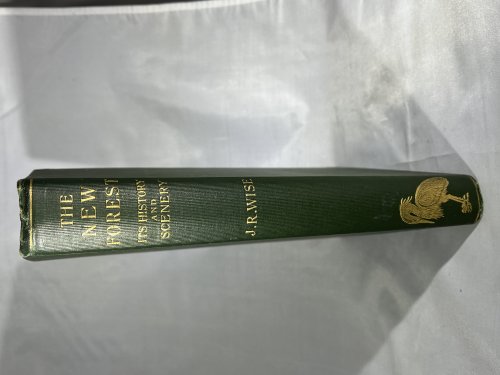 THE
NEW
FOREST
ITS HISTORY
AND
SCENERY
J.R.WISE